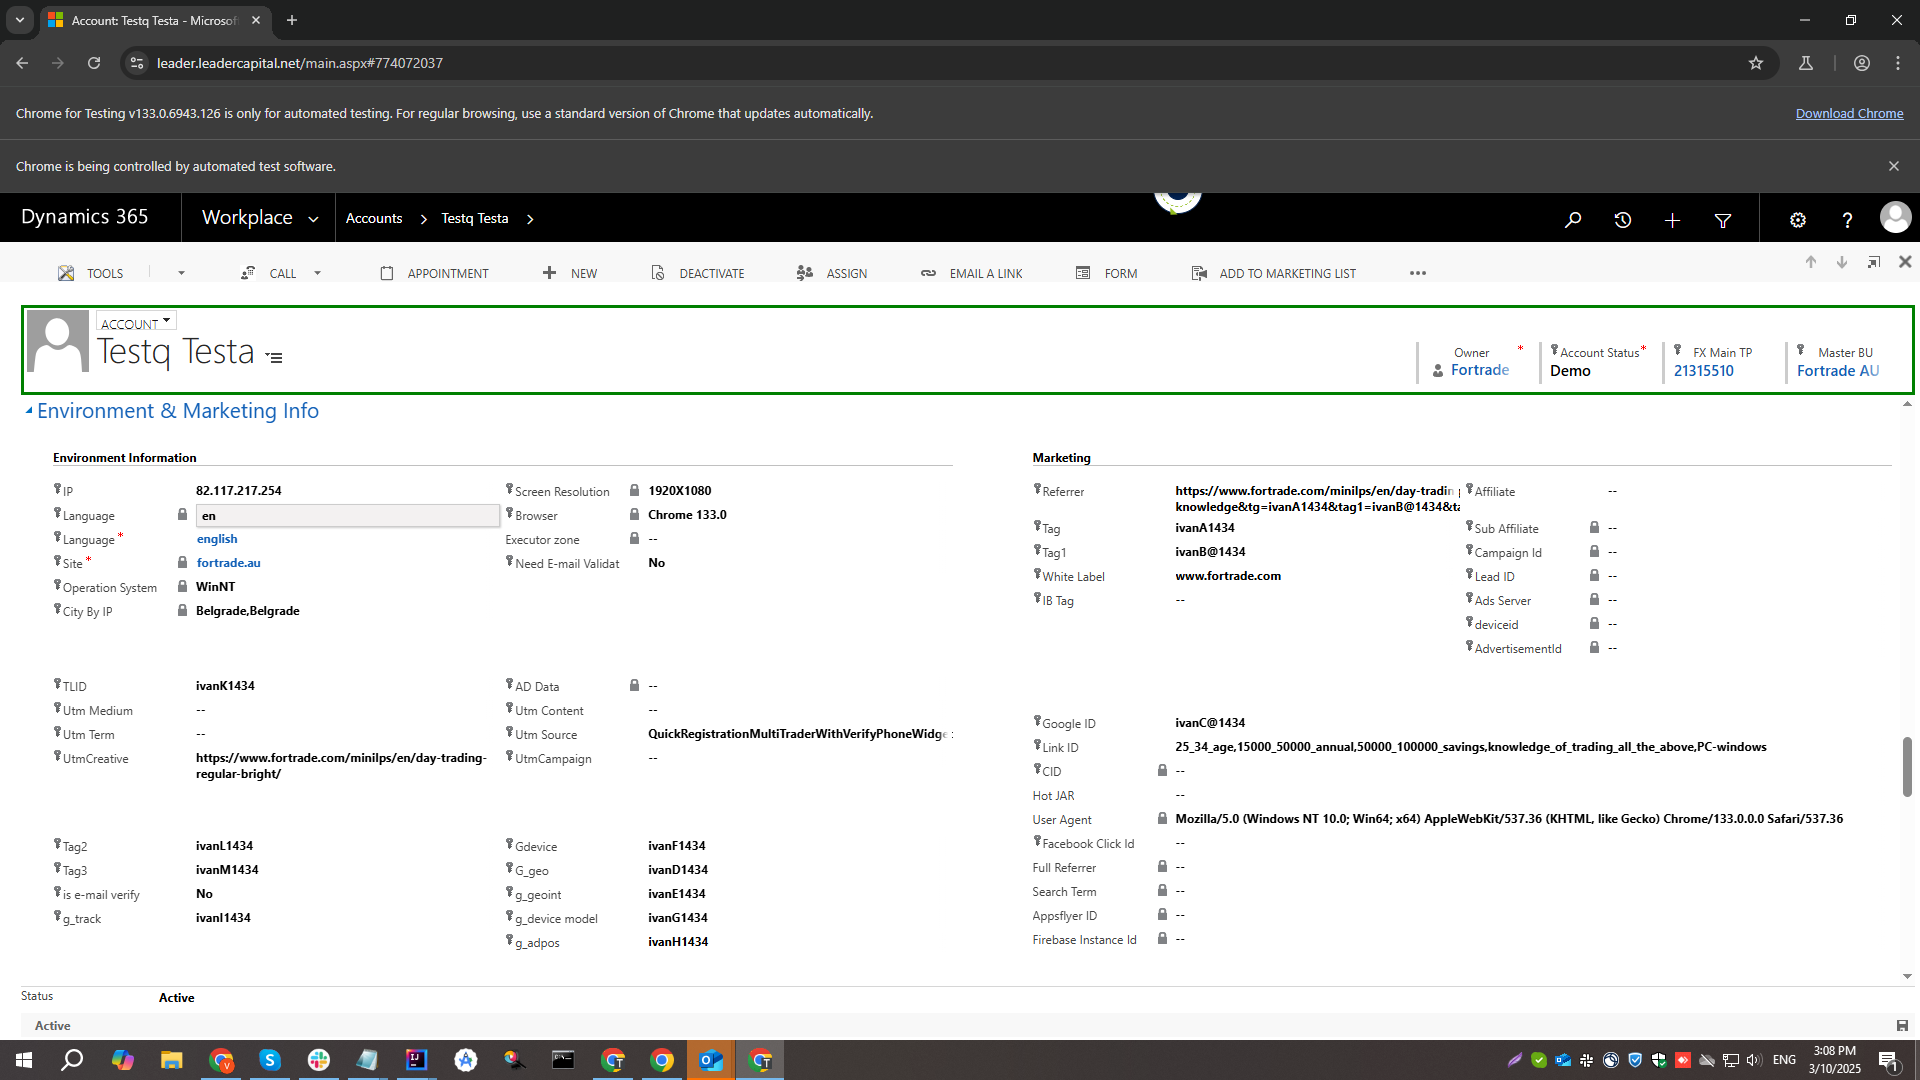 Account: Testq Testa - Microsof
leader.leadercapital.net/main.aspx#774072037
Chrome for Testing v133.0.6943.126 is only for automated testing. For regular browsing, use a standard version of Chrome that updates automatically.
Download Chrome
Chrome is being controlled by automated test software.
Dynamics 365
Workplace
Accounts
Testq Testa
TOOLS
CALL
APPOINTMENT
NEW
DEACTIVATE
ASSIGN
EMAIL A LINK
FORM
ADD TO MARKETING LIST
ACCOUNT
Testq Testa
Owner *
Fortrade
Account Status *
Demo
FX Main TP
21315510
Master BU
Fortrade AU
Environment & Marketing Info
Environment Information
IP 82.117.217.254
Language en
Language * english
Site * fortrade.au
Operation System WinNT
City By IP Belgrade,Belgrade
Screen Resolution 1920X1080
Browser Chrome 133.0
Executor zone --
Need E-mail Validat No
TLID ivanK1434
Utm Medium --
Utm Term --
UtmCreative https://www.fortrade.com/minilps/en/day-trading-
regular-bright/
AD Data --
Utm Content --
Utm Source QuickRegistrationMultiTraderWithVerifyPhoneWidge
UtmCampaign --
Tag2 ivanL1434
Tag3 ivanM1434
is e-mail verify No
g_track ivanI1434
Gdevice ivanF1434
G_geo ivanD1434
g_geoint ivanE1434
g_device model ivanG1434
g_adpos ivanH1434
Marketing
Referrer https://www.fortrade.com/minilps/en/day-tradin
knowledge&tg=ivanA1434&tag1=ivanB@1434&ta
Tag ivanA1434
Tag1 ivanB@1434
White Label www.fortrade.com
IB Tag --
Affiliate --
Sub Affiliate --
Campaign Id --
Lead ID --
Ads Server --
deviceid --
AdvertisementId --
Google ID ivanC@1434
Link ID 25_34_age,15000_50000_annual,50000_100000_savings,knowledge_of_trading_all_the_above,PC-windows
CID --
Hot JAR --
User Agent Mozilla/5.0 (Windows NT 10.0; Win64; x64) AppleWebKit/537.36 (KHTML, like Gecko) Chrome/133.0.0.0 Safari/537.36
Facebook Click Id --
Full Referrer --
Search Term --
Appsflyer ID --
Firebase Instance Id --
Status Active
Active
ENG
3:08 PM
3/10/2025
1